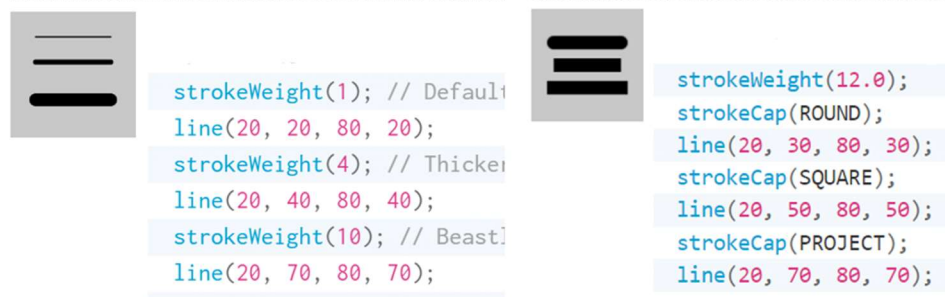 strokeWeight(1); // Default
line(20, 20, 80, 20);
strokeWeight(4); // Thicker
line(20, 40, 80, 40);
strokeWeight(10); // Beastl
line(20, 70, 80, 70);
strokeWeight(12.0);
strokeCap(ROUND);
line(20, 30, 80, 30);
strokeCap(SQUARE);
line(20, 50, 80, 50);
strokeCap(PROJECT);
line(20, 70, 80, 70);